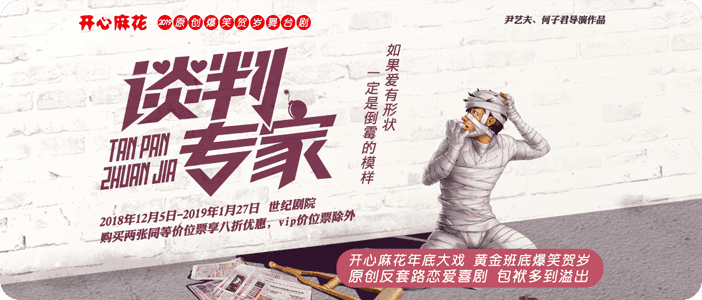 开心麻花 2019原创爆笑贺岁舞台剧
尹艺夫、何子君导演作品
谈判
专家
TAN PAN
ZHUAN JIA
如果爱有形状
一定是倒霉的模样
2018年12月5日-2019年1月27日 世纪剧院
购买两张同等价位票享八折优惠，vip价位票除外
开心麻花年底大戏 黄金班底爆笑贺岁
原创反套路恋爱喜剧 包袱多到溢出